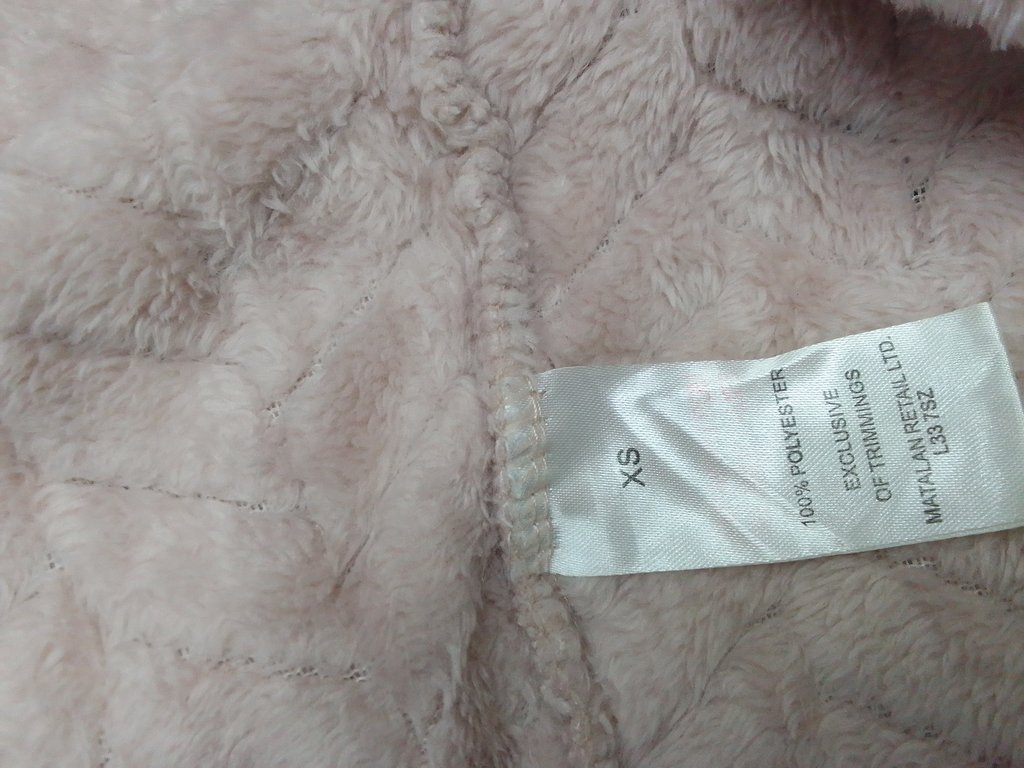 XS
100% POLYESTER
EXCLUSIVE
OF TRIMMINGS
MATALAN RETAIL LTD
L33 7SZ